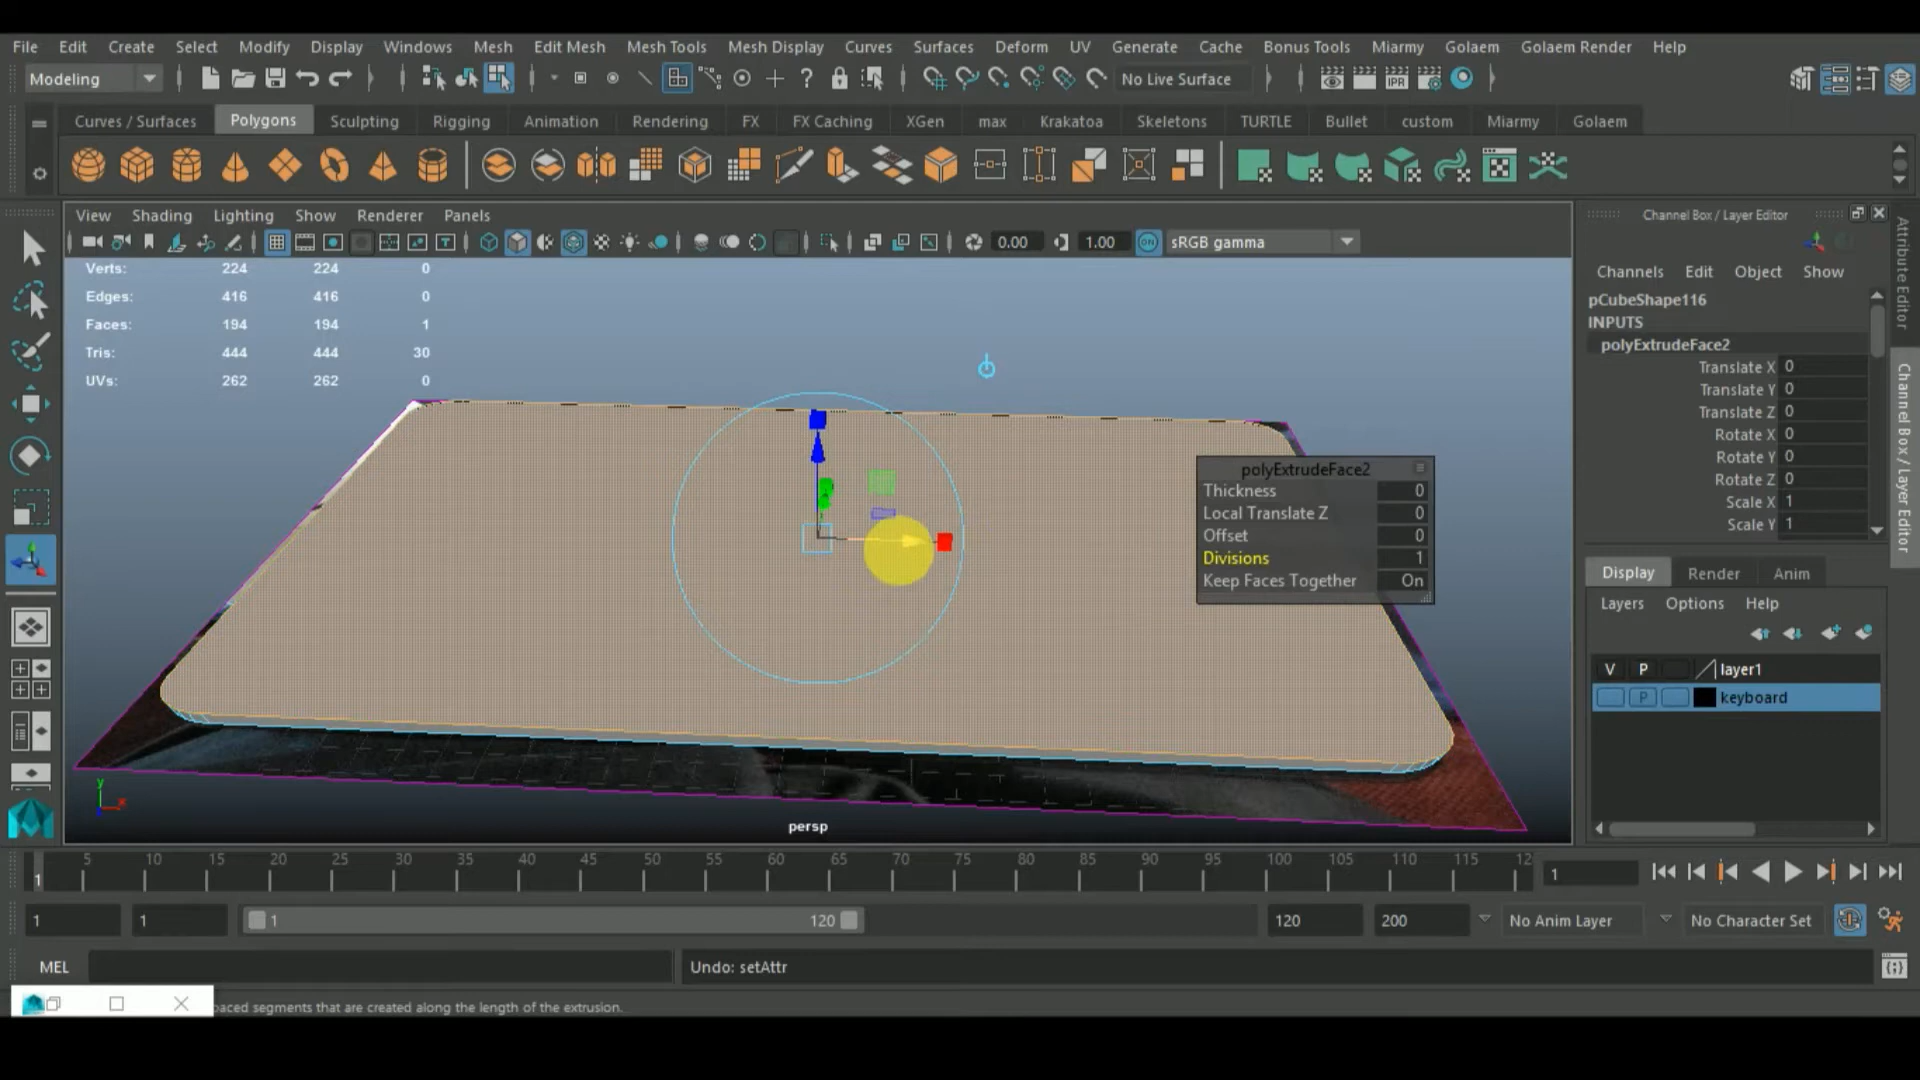 File Edit Create Select Modify Display Windows Mesh Edit Mesh Mesh Tools Mesh Display Curves Surfaces Deform UV Generate Cache Bonus Tools Miarmy Golaem Golaem Render Help
Modeling No Live Surface IPR
Curves / Surfaces Polygons Sculpting Rigging Animation Rendering FX FX Caching XGen max Krakatoa Skeletons TURTLE Bullet custom Miarmy Golaem
View Shading Lighting Show Renderer Panels
0.00 1.00 ON sRGB gamma
Verts: 224 224 0
Edges: 416 416 0
Faces: 194 194 1
Tris: 444 444 30
UVs: 262 262 0
polyExtrudeFace2
Thickness 0
Local Translate Z 0
Offset 0
Divisions 1
Keep Faces Together On
y
x
persp
Channel Box / Layer Editor
Channels Edit Object Show
pCubeShape116
INPUTS
polyExtrudeFace2
Translate X 0
Translate Y 0
Translate Z 0
Rotate X 0
Rotate Y 0
Rotate Z 0
Scale X 1
Scale Y 1
Display Render Anim
Layers Options Help
V P layer1
P keyboard
Attribute Editor
Channel Box / Layer Editor
1 5 10 15 20 25 30 35 40 45 50 55 60 65 70 75 80 85 90 95 100 105 110 115 12
1
1 1 1 120 120 200 No Anim Layer No Character Set
MEL Undo: setAttr
paced segments that are created along the length of the extrusion.